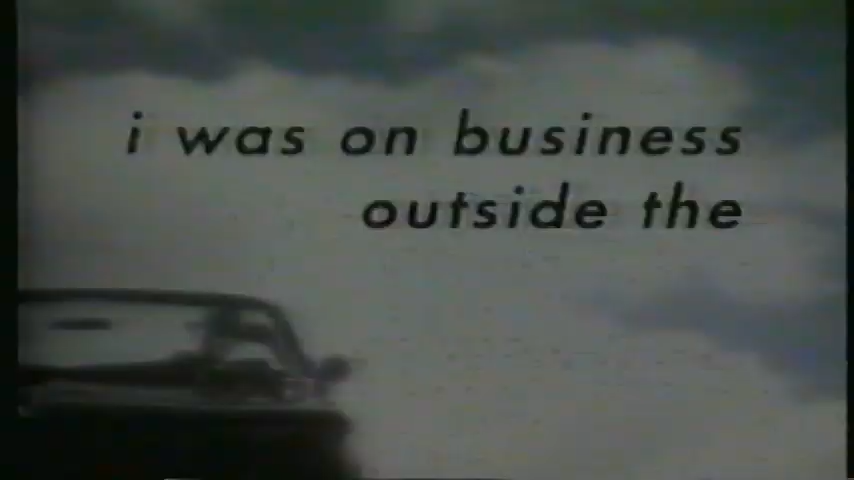 i was on business
outside the